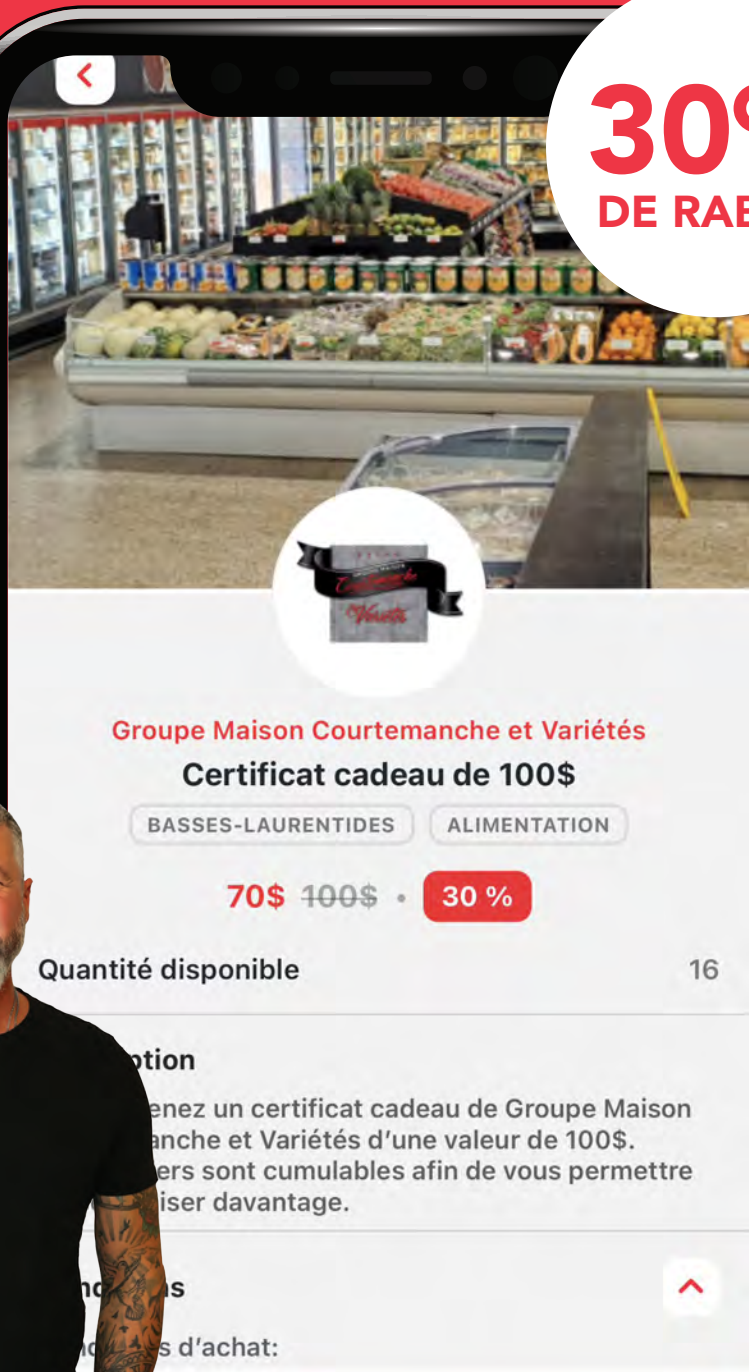 30
DE
Courtemanche
Groupe Maison Courtemanche et Variétés
Certificat cadeau de 100$
BASSES-LAURENTIDES
ALIMENTATION
70$ 100$ • 30 %
Quantité disponible 16
ption
enez un certificat cadeau de Groupe Maison
anche et Variétés d’une valeur de 100$.
ers sont cumulables afin de vous permettre
iser davantage.
s
s d’achat: